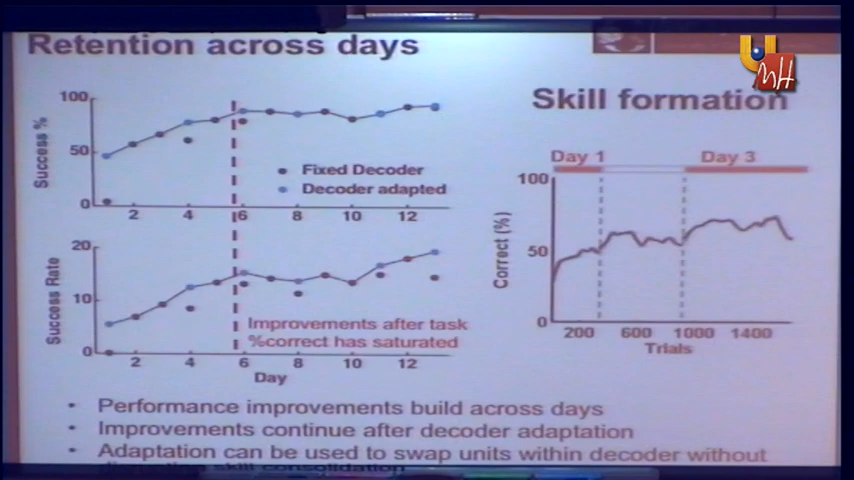 Retention across days
Success %
100
50
0
2 4 6 8 10 12
Fixed Decoder
Decoder adapted
Success Rate
20
10
0
2 4 6 8 10 12
Day
Improvements after task
%correct has saturated
UMH
Skill formation
Day 1 Day 3
Correct (%)
100
50
0
200 600 1000 1400
Trials
• Performance improvements build across days
• Improvements continue after decoder adaptation
• Adaptation can be used to swap units within decoder without
skill consolidation